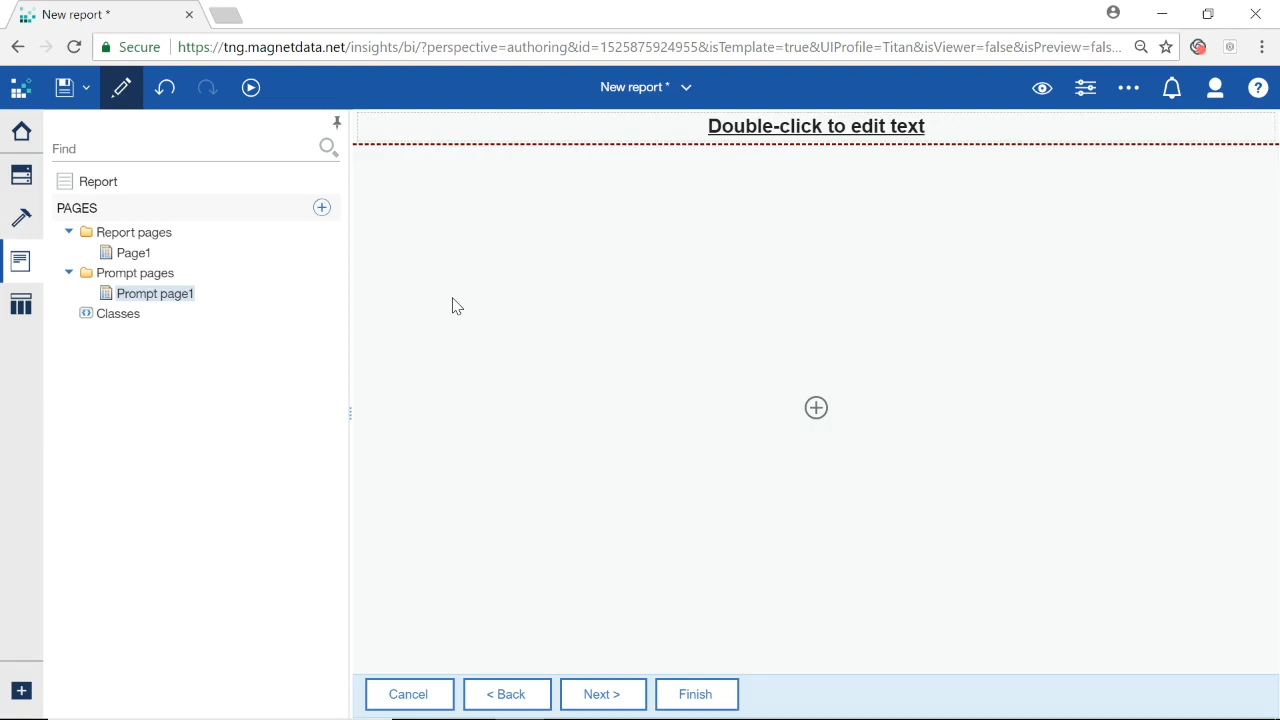 New report *
Secure
https://tng.magnetdata.net/insights/bi/?perspective=authoring&id=1525875924955&isTemplate=true&UIProfile=Titan&isViewer=false&isPreview=fals...
New report *
Find
Report
PAGES
Report pages
Page1
Prompt pages
Prompt page1
Classes
Double-click to edit text
Cancel
< Back
Next >
Finish